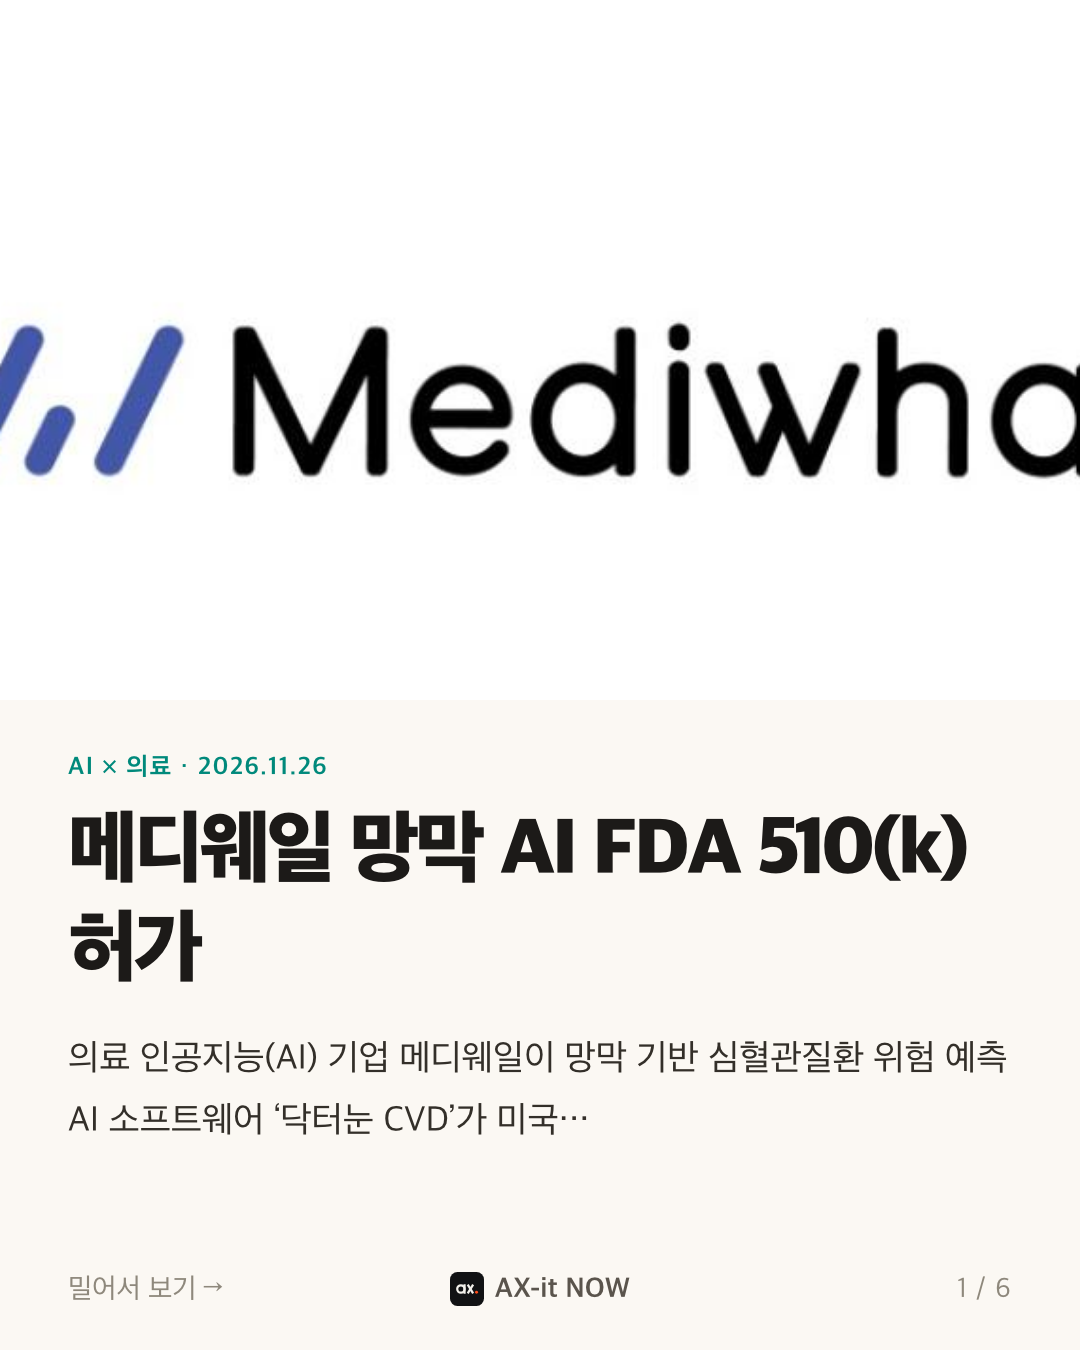 Mediwha
AI × 의료 · 2026.11.26
메디웨일 망막 AI FDA 510(k)
허가
의료 인공지능(AI) 기업 메디웨일이 망막 기반 심혈관질환 위험 예측
AI 소프트웨어 ‘닥터눈 CVD’가 미국…
밀어서 보기 →
ax. AX-it NOW
1 / 6